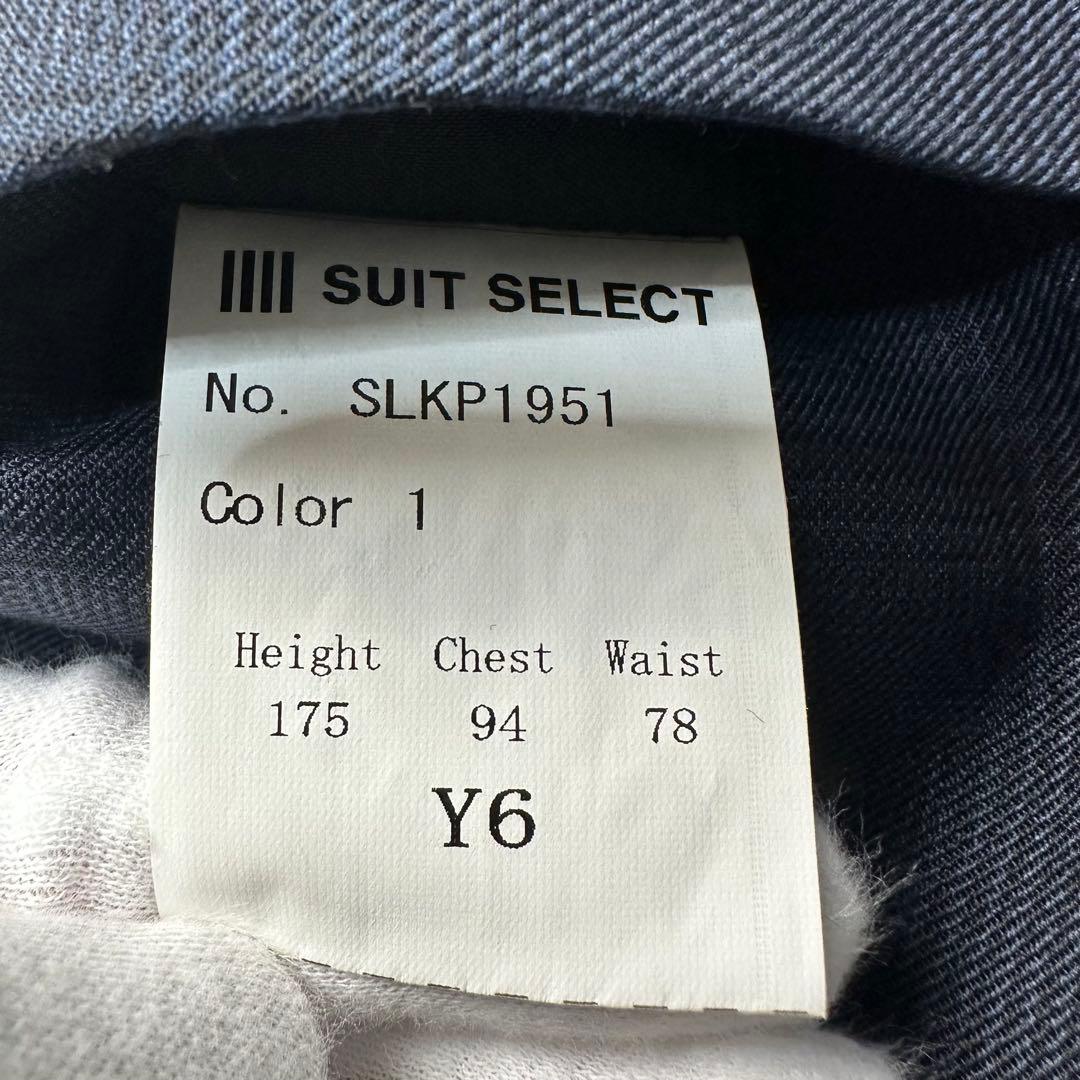 SUIT SELECT
No. SLKP1951
Color 1
Height Chest Waist
175 94 78
Y6